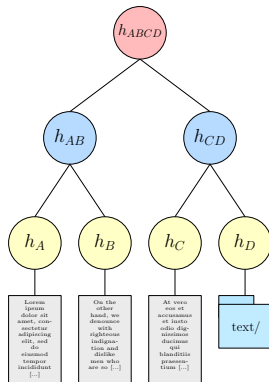 h_ABCD
h_AB
h_CD
h_A
h_B
h_C
h_D
Lorem
ipsum
dolor sit
amet, con-
sectetur
adipiscing
elit, sed
do
eiusmod
tempor
incididunt
[...]
On the
other
hand, we
denounce
with
righteous
indigna-
tion and
dislike
men who
are so [...]
At vero
eos et
accusamus
et iusto
odio dig-
nissimos
ducimus
qui
blanditiis
praesen-
tium [...]
text/